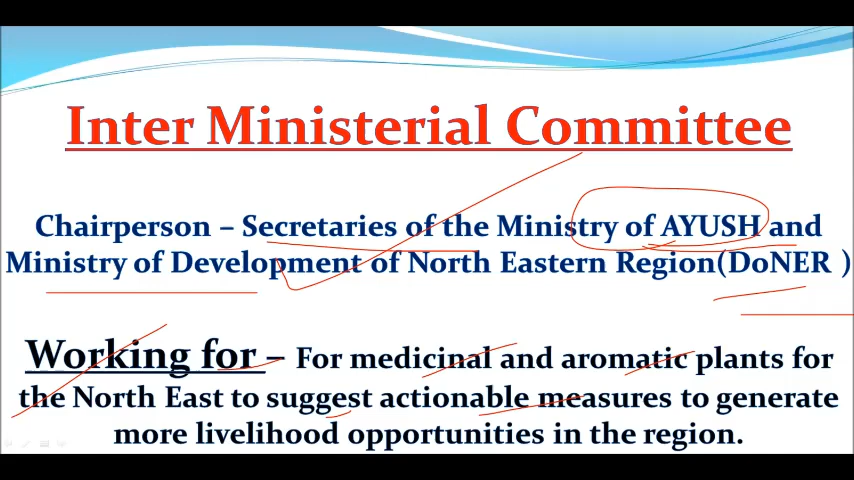 Inter Ministerial Committee
Chairperson – Secretaries of the Ministry of AYUSH and
Ministry of Development of North Eastern Region(DoNER )
Working for – For medicinal and aromatic plants for
the North East to suggest actionable measures to generate
more livelihood opportunities in the region.